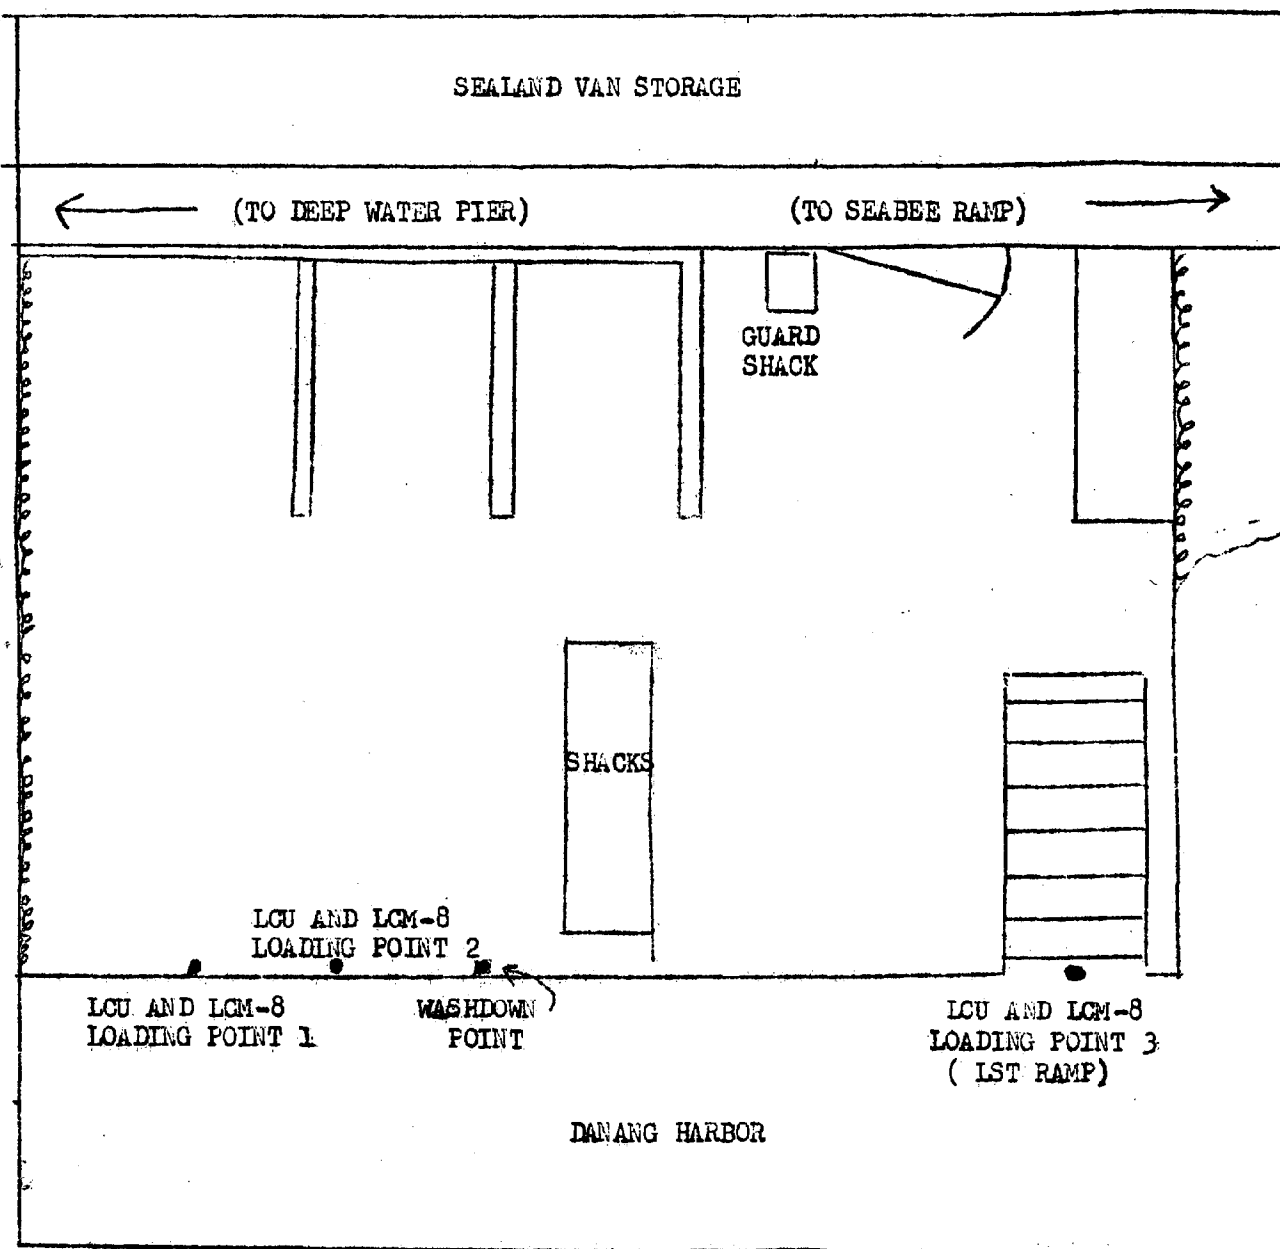 SEALAND VAN STORAGE
(TO DEEP WATER PIER)
(TO SEABEE RAMP)
GUARD
SHACK
SHACKS
LCU AND LCM-8
LOADING POINT 2
LCU AND LCM-8
LOADING POINT 1
WASHDOWN
POINT
LCU AND LCM-8
LOADING POINT 3
( LST RAMP)
DANANG HARBOR